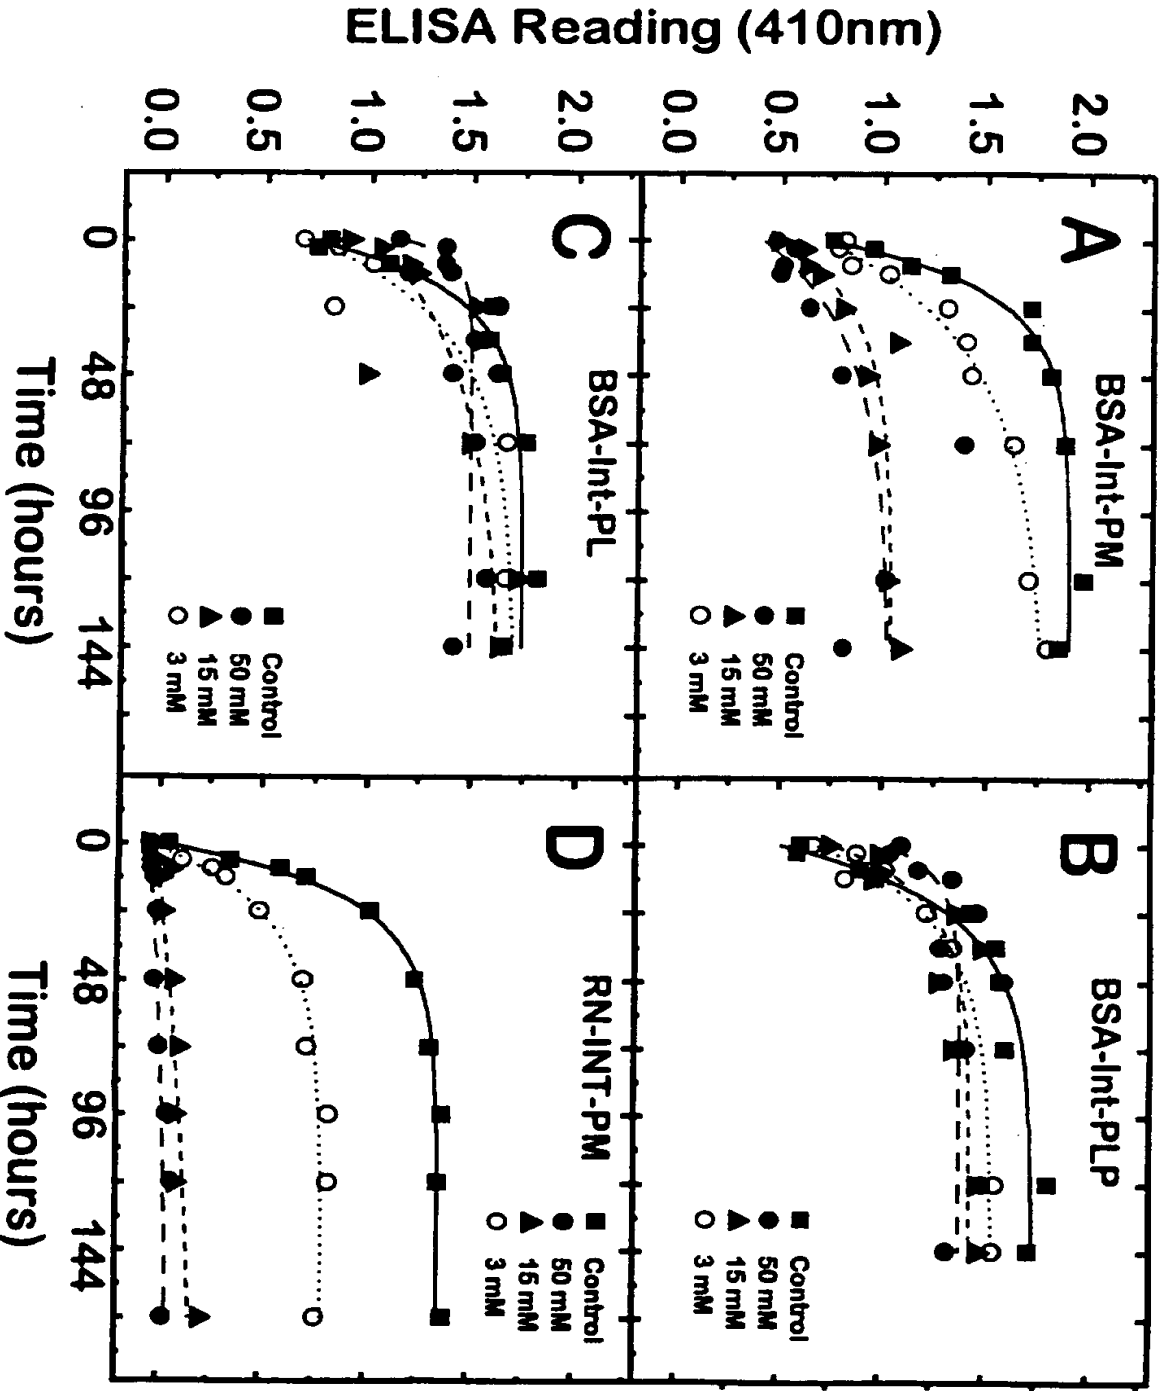 ELISA Reading (410nm)
A
BSA-Int-PM
2.0
1.5
1.0
0.5
0.0
Control
50 mM
15 mM
3 mM
B
BSA-Int-PLP
Control
50 mM
15 mM
3 mM
C
BSA-Int-PL
2.0
1.5
1.0
0.5
0.0
Control
50 mM
15 mM
3 mM
0 48 96 144
Time (hours)
D
RN-INT-PM
Control
50 mM
15 mM
3 mM
0 48 96 144
Time (hours)